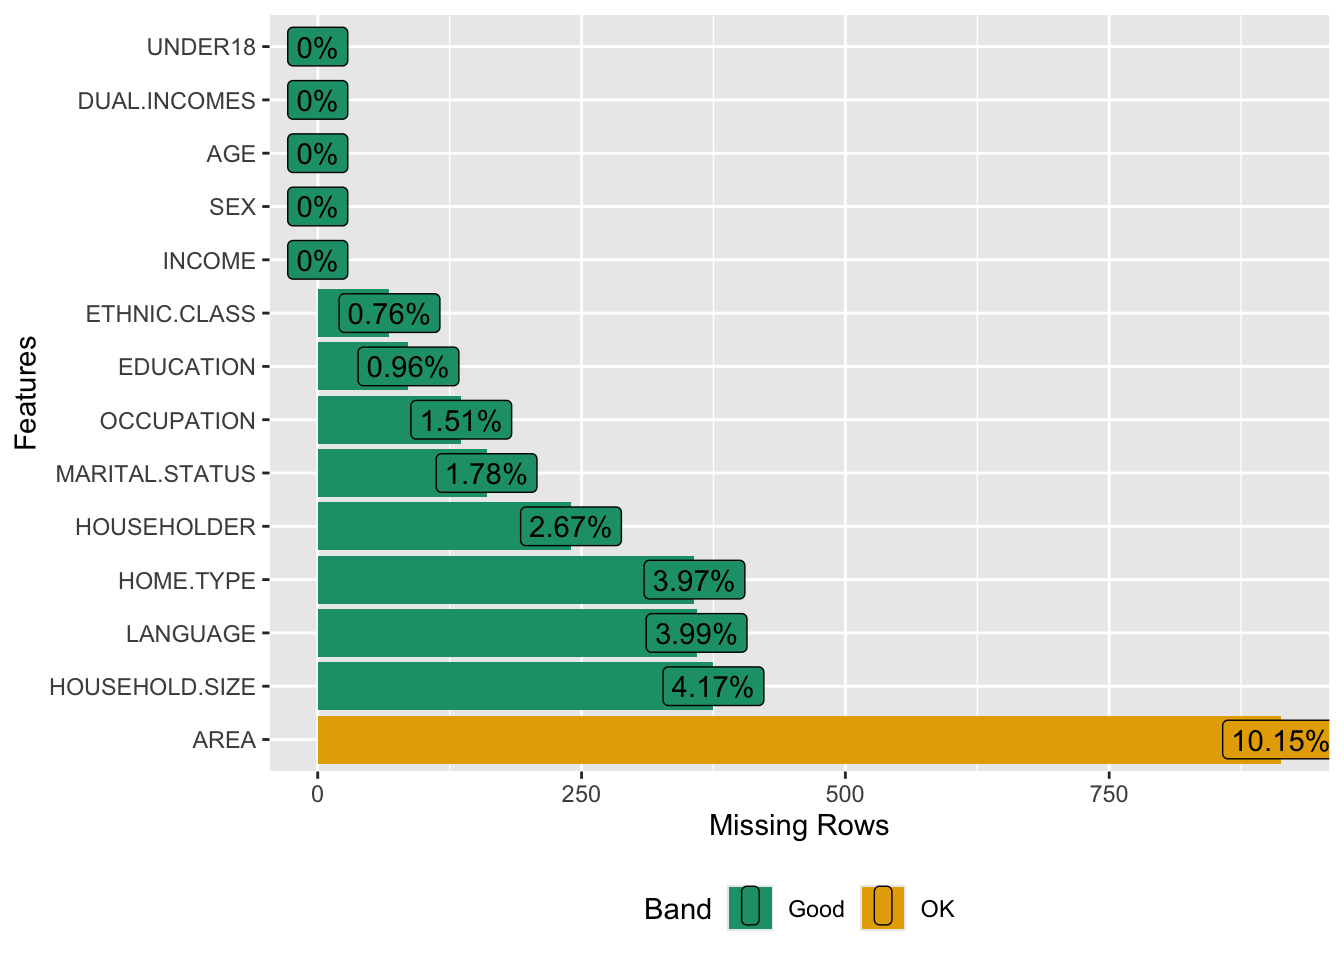 UNDER18 0%
DUAL.INCOMES 0%
AGE 0%
SEX 0%
INCOME 0%
ETHNIC.CLASS 0.76%
EDUCATION 0.96%
OCCUPATION 1.51%
MARITAL.STATUS 1.78%
HOUSEHOLDER 2.67%
HOME.TYPE 3.97%
LANGUAGE 3.99%
HOUSEHOLD.SIZE 4.17%
AREA 10.15%
Features
0 250 500 750
Missing Rows
Band Good OK